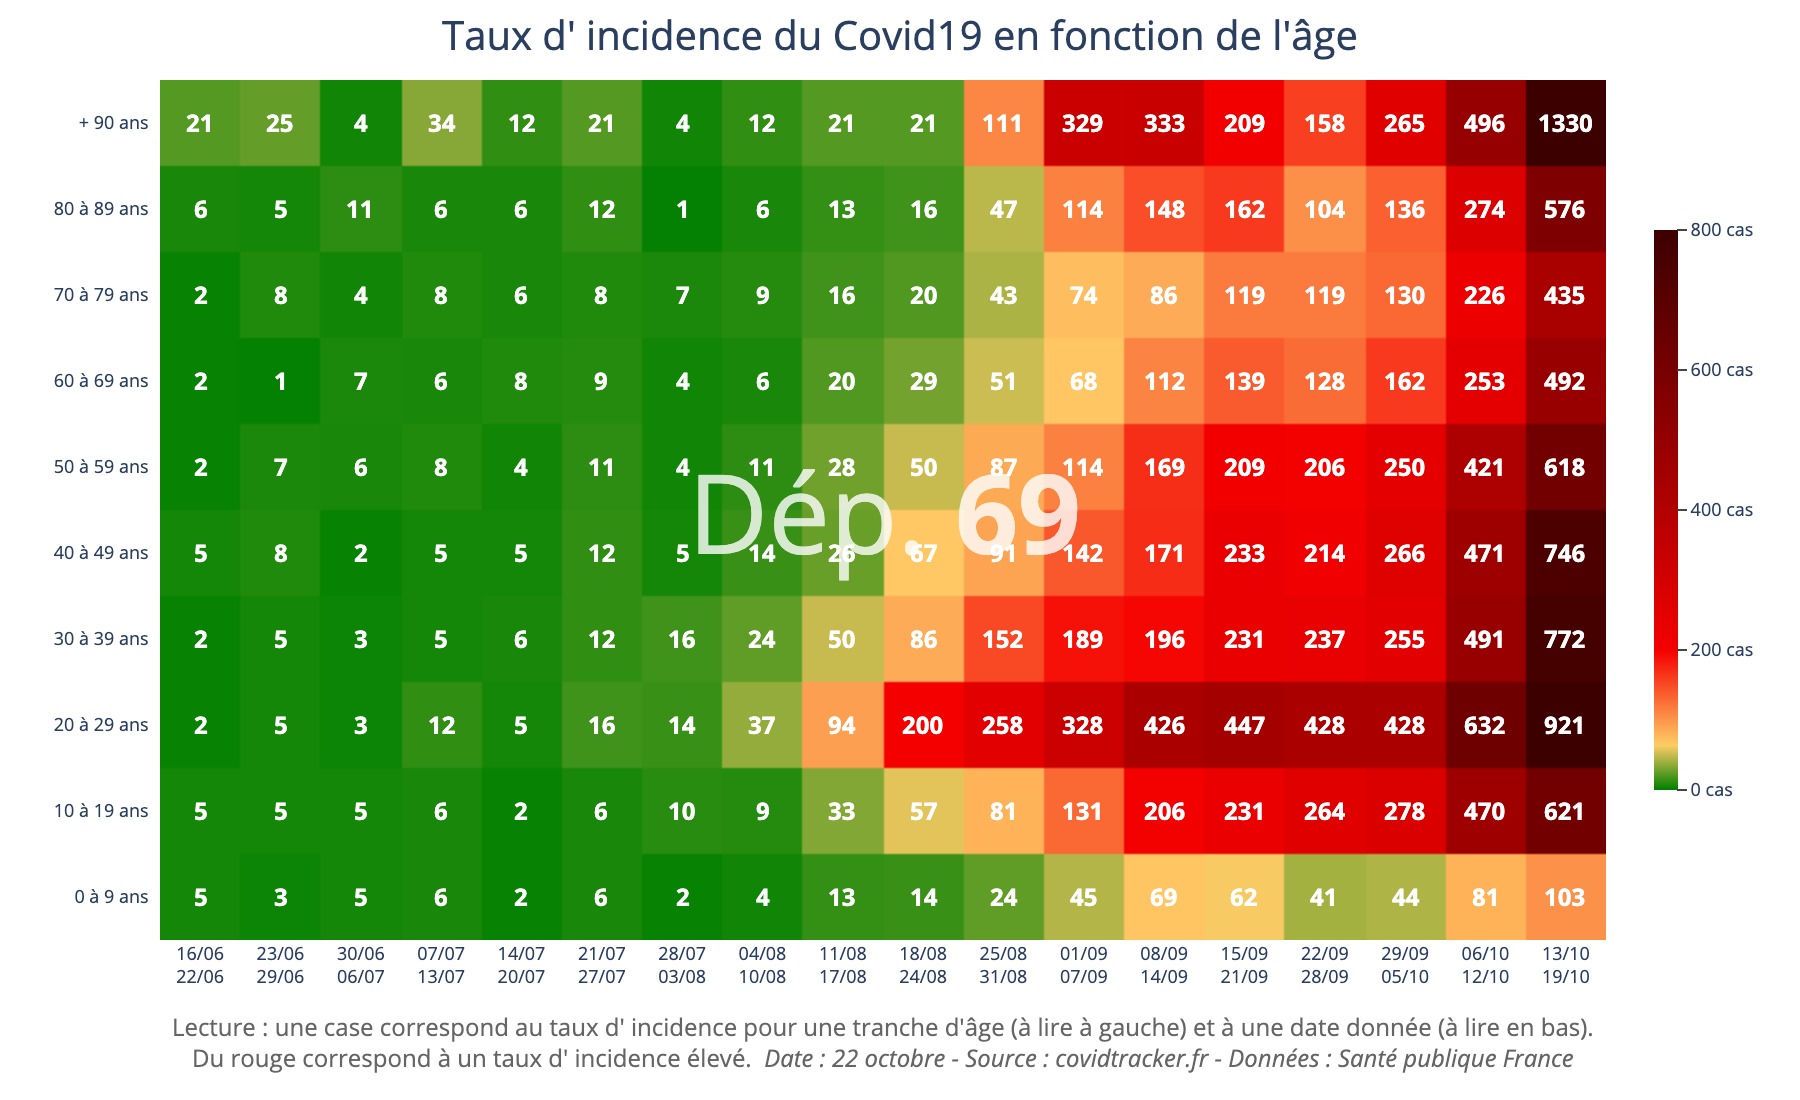 Taux d' incidence du Covid19 en fonction de l'âge
+ 90 ans 21 25 4 34 12 21 4 12 21 21 111 329 333 209 158 265 496 1330
80 à 89 ans 6 5 11 6 6 12 1 6 13 16 47 114 148 162 104 136 274 576
70 à 79 ans 2 8 4 8 6 8 7 9 16 20 43 74 86 119 119 130 226 435
60 à 69 ans 2 1 7 6 8 9 4 6 20 29 51 68 112 139 128 162 253 492
50 à 59 ans 2 7 6 8 4 11 4 11 28 50 87 114 169 209 206 250 421 618
Dép. 69
40 à 49 ans 5 8 2 5 5 12 5 14 26 67 91 142 171 233 214 266 471 746
30 à 39 ans 2 5 3 5 6 12 16 24 50 86 152 189 196 231 237 255 491 772
20 à 29 ans 2 5 3 12 5 16 14 37 94 200 258 328 426 447 428 428 632 921
10 à 19 ans 5 5 5 6 2 6 10 9 33 57 81 131 206 231 264 278 470 621
0 à 9 ans 5 3 5 6 2 6 2 4 13 14 24 45 69 62 41 44 81 103
16/06 23/06 30/06 07/07 14/07 21/07 28/07 04/08 11/08 18/08 25/08 01/09 08/09 15/09 22/09 29/09 06/10 13/10
22/06 29/06 06/07 13/07 20/07 27/07 03/08 10/08 17/08 24/08 31/08 07/09 14/09 21/09 28/09 05/10 12/10 19/10
800 cas
600 cas
400 cas
200 cas
0 cas
Lecture : une case correspond au taux d' incidence pour une tranche d'âge (à lire à gauche) et à une date donnée (à lire en bas).
Du rouge correspond à un taux d' incidence élevé. Date : 22 octobre - Source : covidtracker.fr - Données : Santé publique France